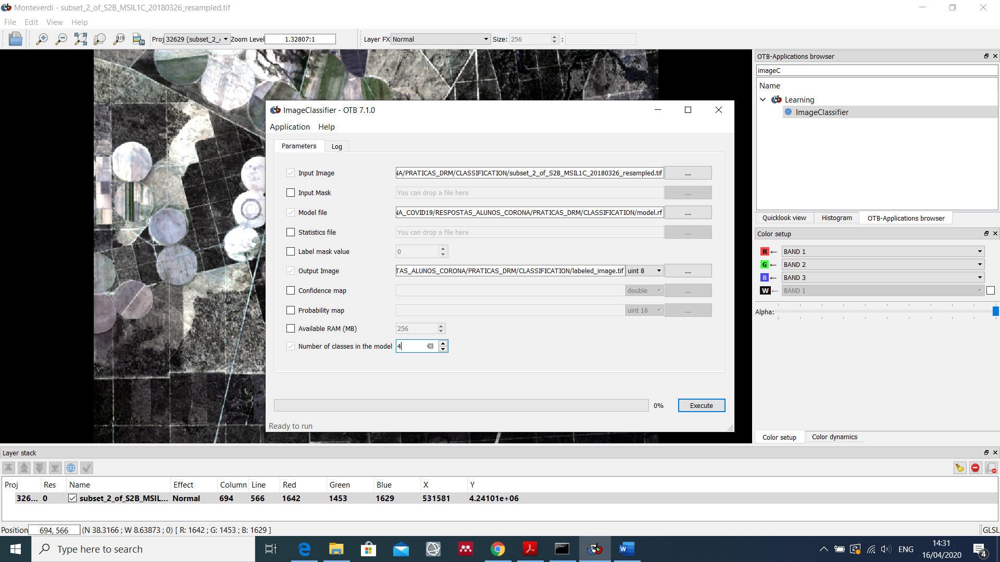 Monteverdi - subset_2_of_S2B_MSIL1C_20180326_resampled.tif
File Edit View Help
Proj 32629 (subset_2_ Zoom Level 1.32807:1 Layer FX Normal Size: 256 :
OTB-Applications browser
imageC
Name
Learning
ImageClassifier
ImageClassifier - OTB 7.1.0
Application Help
Parameters Log
Input Image /PRATICAS_DRM/CLASSIFICATION/subset_2_of_S2B_MSIL1C_20180326_resampled.tif ...
Input Mask You can drop a file here ...
Model file _COVID19/RESPOSTAS_ALUNOS_CORONA/PRATICAS_DRM/CLASSIFICATION/model.rf ...
Statistics file You can drop a file here ...
Label mask value 0
Output Image TAS_ALUNOS_CORONA/PRATICAS_DRM/CLASSIFICATION/labeled_image.tif uint 8 ...
Confidence map double ...
Probability map uint 16 ...
Available RAM (MB) 256
Number of classes in the model 4
0% Execute
Ready to run
Quicklook view Histogram OTB-Applications browser
Color setup
R ← BAND 1
G ← BAND 2
B ← BAND 3
W ← BAND 1
Alpha:
Color setup Color dynamics
Layer stack
Proj Res Name Effect Column Line Red Green Blue X Y
326... 0 subset_2_of_S2B_MSIL... Normal 694 566 1642 1453 1629 531581 4.24101e+06
Position 694, 566 (N 38.3166 ; W 8.63873 ; 0) [ R: 1642 ; G: 1453 ; B: 1629 ] GLSL
Type here to search
ENG
14:31
16/04/2020
4